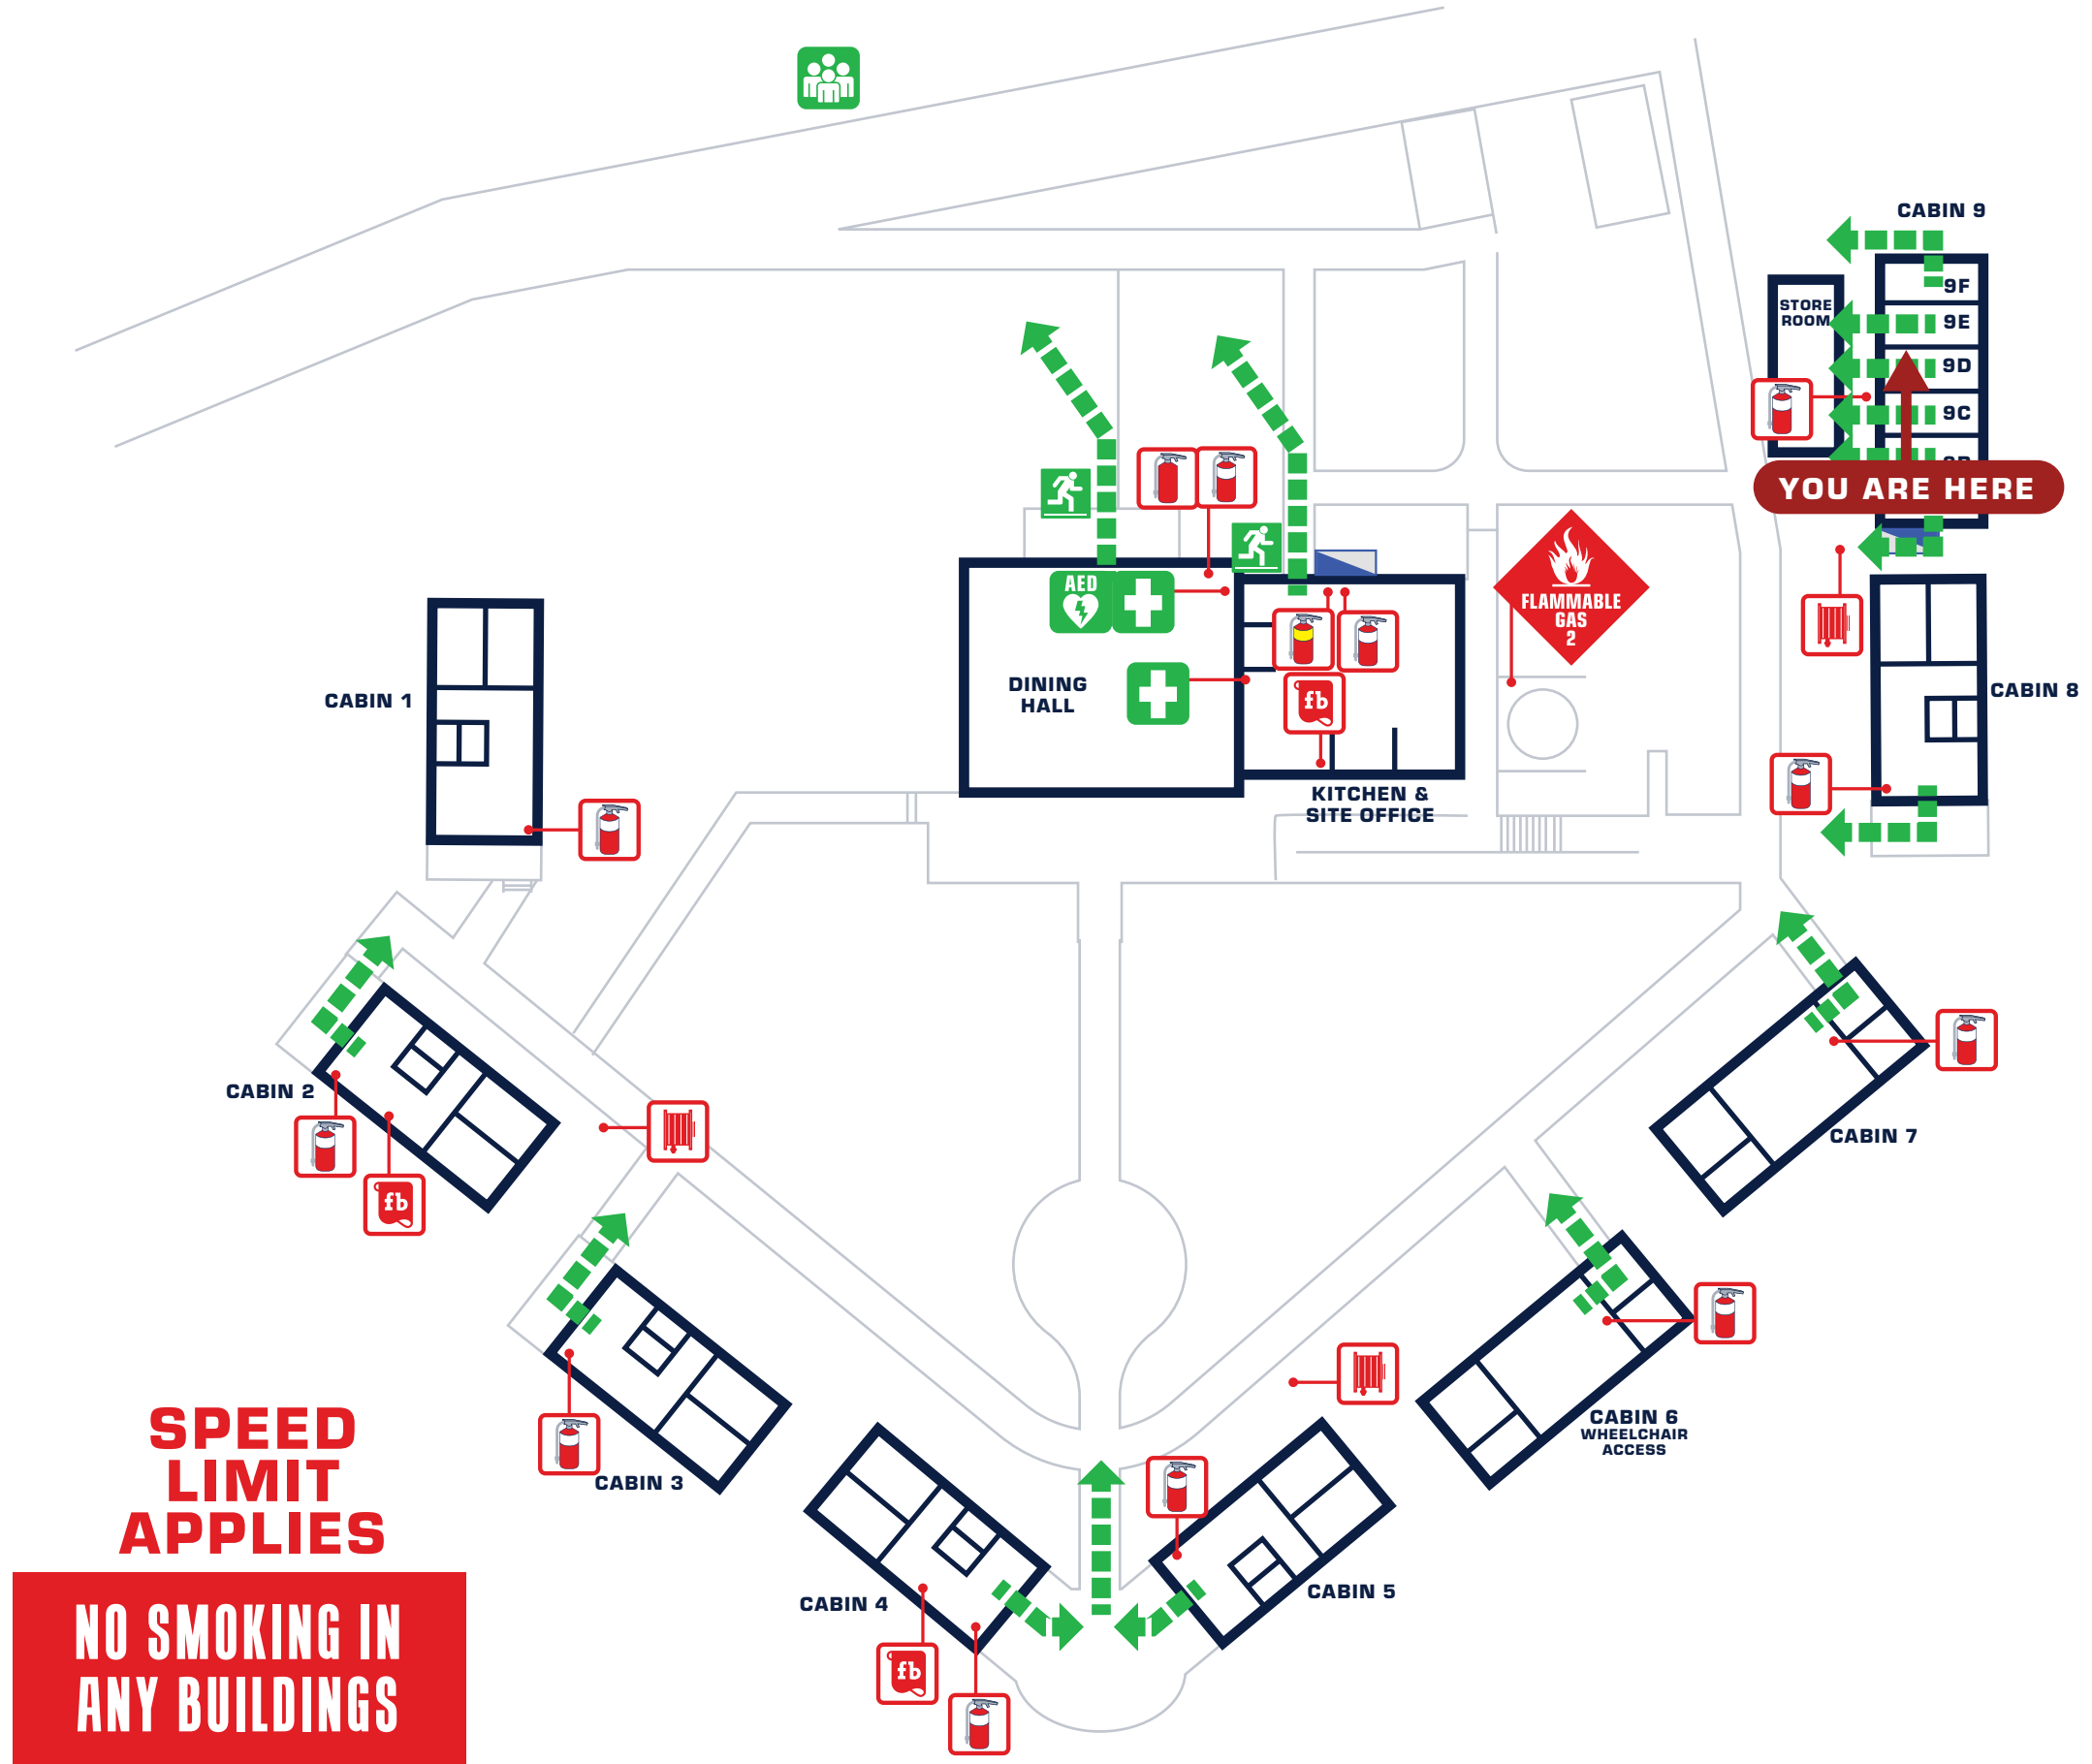 CABIN 9
9F
STORE
ROOM
9E
9D
9C
YOU ARE HERE
FLAMMABLE
GAS
2
AED
DINING
HALL
fb
CABIN 1
CABIN 8
KITCHEN &
SITE OFFICE
CABIN 2
fb
CABIN 7
CABIN 6
WHEELCHAIR
ACCESS
CABIN 3
CABIN 4
fb
CABIN 5
SPEED
LIMIT
APPLIES
NO SMOKING IN
ANY BUILDINGS